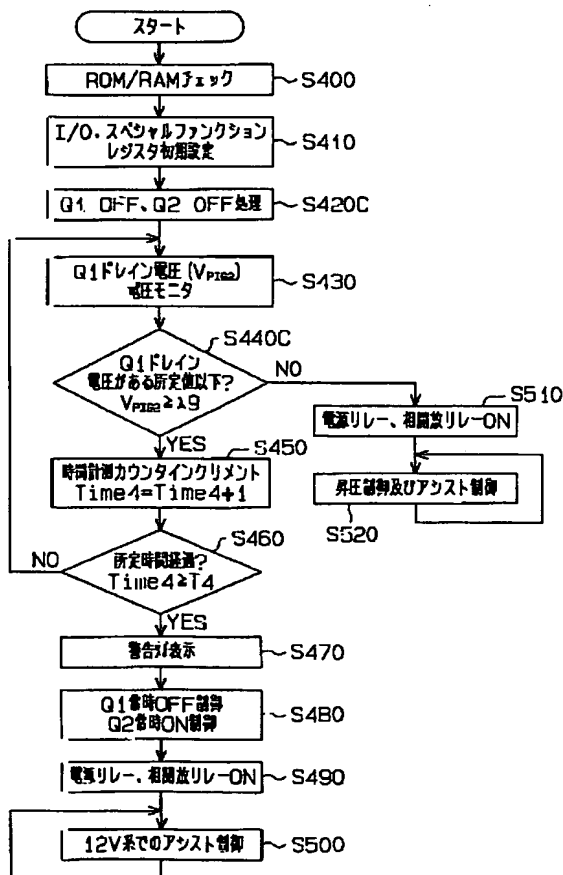 スタート
ROM/RAMチェック
S400
I/O.スペシャルファンクション
レジスタ初期設定
S410
Q1 OFF、Q2 OFF処理
S420C
Q1ドレイン電圧(VPIG2)
電圧モニタ
S430
S440C
Q1ドレイン
電圧がある所定値以下?
VPIG2≧λ9
NO
YES
S510
電源リレー、相開放リレーON
昇圧制御及びアシスト制御
S520
S450
時間計測カウンタインクリメント
Time4=Time4+1
S460
所定時間経過?
Time4≧T4
NO
YES
警告灯表示
S470
Q1常時OFF制御
Q2常時ON制御
S480
電源リレー、相開放リレーON
S490
12V系でのアシスト制御
S500